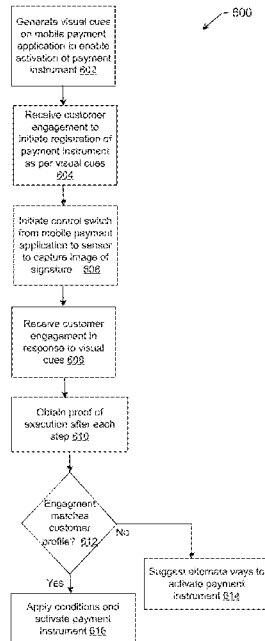 600
Generate visual cues
on mobile payment
application to enable
activation of payment
instrument 602
Receive customer
engagement to
initiate registration of
payment instrument
as per visual cues
604
Initiate control switch
from mobile payment
application to sensor
to capture image of
signature 606
Receive customer
engagement in
response to visual
cues 608
Obtain proof of
execution after each
step 610
Engagment
matches
customer
profile? 612
No
Yes
Suggest alternate ways to
activate payment
instrument 614
Apply conditions and
activate payment
instrument 616